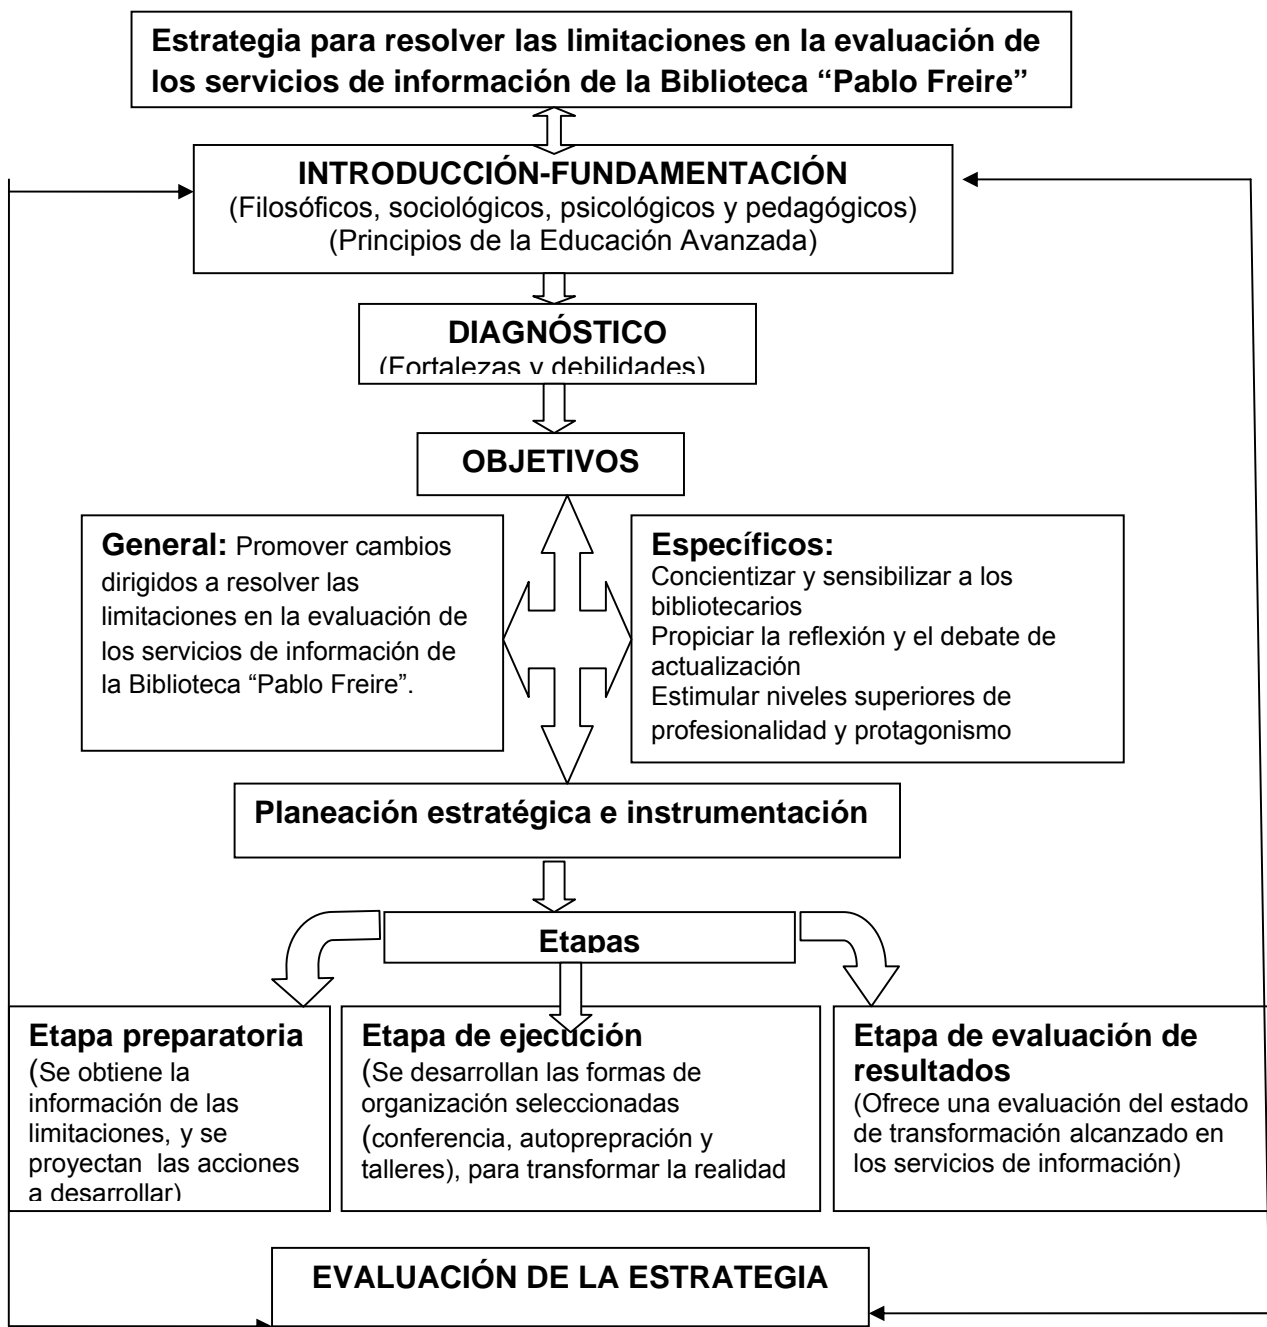 Estrategia para resolver las limitaciones en la evaluación de
los servicios de información de la Biblioteca “Pablo Freire”
INTRODUCCIÓN-FUNDAMENTACIÓN
(Filosóficos, sociológicos, psicológicos y pedagógicos)
(Principios de la Educación Avanzada)
DIAGNÓSTICO
(Fortalezas y debilidades)
OBJETIVOS
General: Promover cambios
dirigidos a resolver las
limitaciones en la evaluación de
los servicios de información de
la Biblioteca “Pablo Freire”.
Específicos:
Concientizar y sensibilizar a los
bibliotecarios
Propiciar la reflexión y el debate de
actualización
Estimular niveles superiores de
profesionalidad y protagonismo
Planeación estratégica e instrumentación
Etapas
Etapa preparatoria
(Se obtiene la
información de las
limitaciones, y se
proyectan las acciones
a desarrollar)
Etapa de ejecución
(Se desarrollan las formas de
organización seleccionadas
(conferencia, autoprepración y
talleres), para transformar la realidad
Etapa de evaluación de
resultados
(Ofrece una evaluación del estado
de transformación alcanzado en
los servicios de información)
EVALUACIÓN DE LA ESTRATEGIA